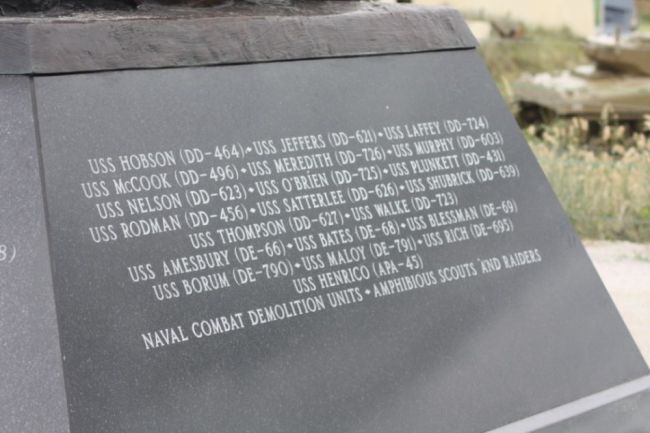 USS HOBSON (DD-464)•USS JEFFERS (DD-621)•USS LAFFEY (DD-724)
USS McCOOK (DD-496)•USS MEREDITH (DD-726)•USS MURPHY (DD-603)
USS NELSON (DD-623)•USS O'BRIEN (DD-725)•USS PLUNKETT (DD-431)
USS RODMAN (DD-456)•USS SATTERLEE (DD-626)•USS SHUBRICK (DD-639)
USS THOMPSON (DD-627)•USS WALKE (DD-723)
USS AMESBURY (DE-66)•USS BATES (DE-68)•USS BLESSMAN (DE-69)
USS BORUM (DE-790)•USS MALOY (DE-791)•USS RICH (DE-695)
USS HENRICO (APA-45)
NAVAL COMBAT DEMOLITION UNITS • AMPHIBIOUS SCOUTS AND RAIDERS
8)